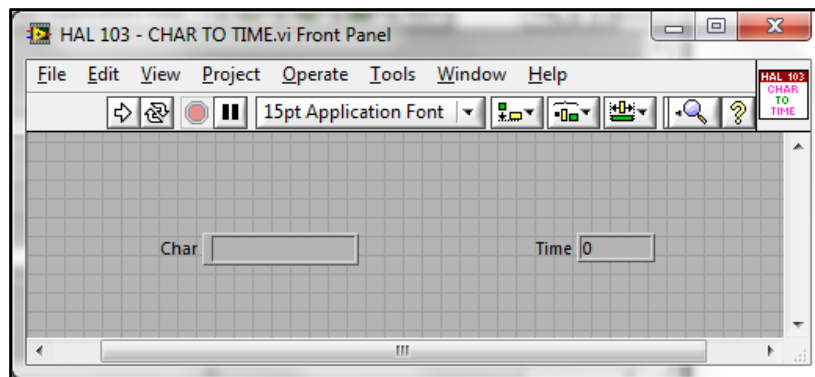 HAL 103 - CHAR TO TIME.vi Front Panel
File Edit View Project Operate Tools Window Help
15pt Application Font
HAL 103
CHAR
TO
TIME
Char
Time 0